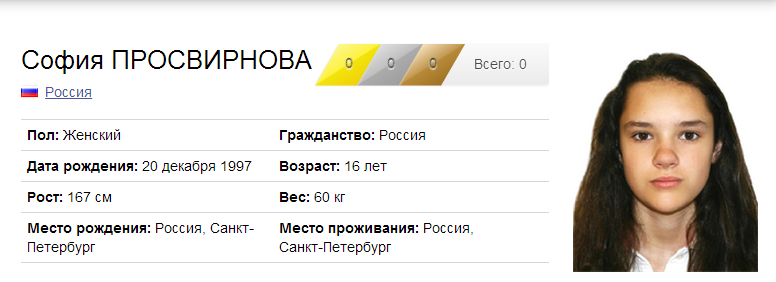 София ПРОСВИРНОВА
0 0 0 Всего: 0
Россия
Пол: Женский Гражданство: Россия
Дата рождения: 20 декабря 1997 Возраст: 16 лет
Рост: 167 см Вес: 60 кг
Место рождения: Россия, Санкт-
Петербург
Место проживания: Россия,
Санкт-Петербург